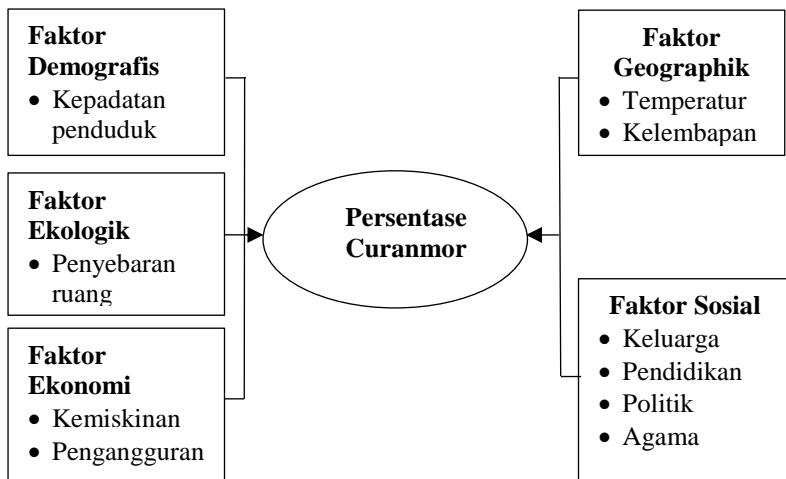 Faktor
Demografis
• Kepadatan
penduduk
Faktor
Ekologik
• Penyebaran
ruang
Faktor
Ekonomi
• Kemiskinan
• Pengangguran
Persentase
Curanmor
Faktor
Geographik
• Temperatur
• Kelembapan
Faktor Sosial
• Keluarga
• Pendidikan
• Politik
• Agama